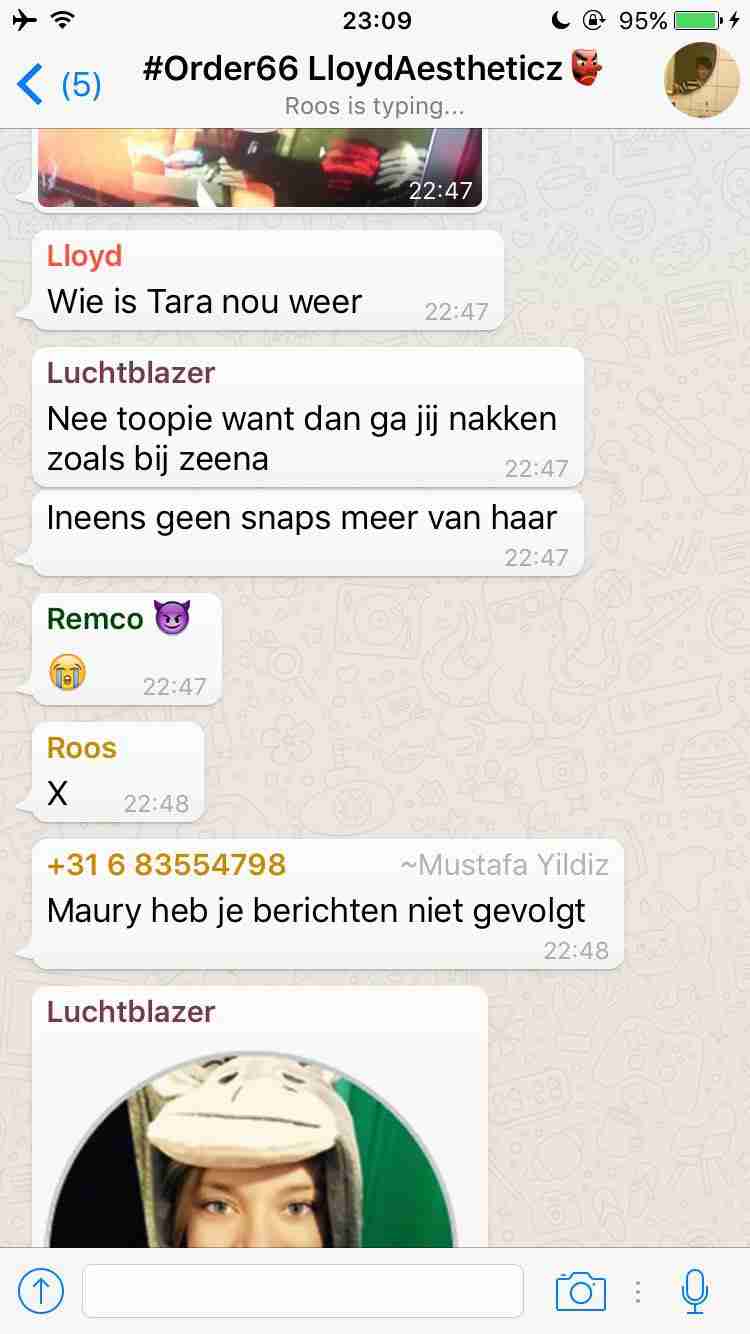 23:09
95%
(5)
#Order66 LloydAestheticz👺
Roos is typing...
22:47
Lloyd
Wie is Tara nou weer
22:47
Luchtblazer
Nee toopie want dan ga jij nakken
zoals bij zeena
22:47
Ineens geen snaps meer van haar
22:47
Remco 😈
😭
22:47
Roos
X
22:48
+31 6 83554798 ~Mustafa Yildiz
Maury heb je berichten niet gevolgt
22:48
Luchtblazer